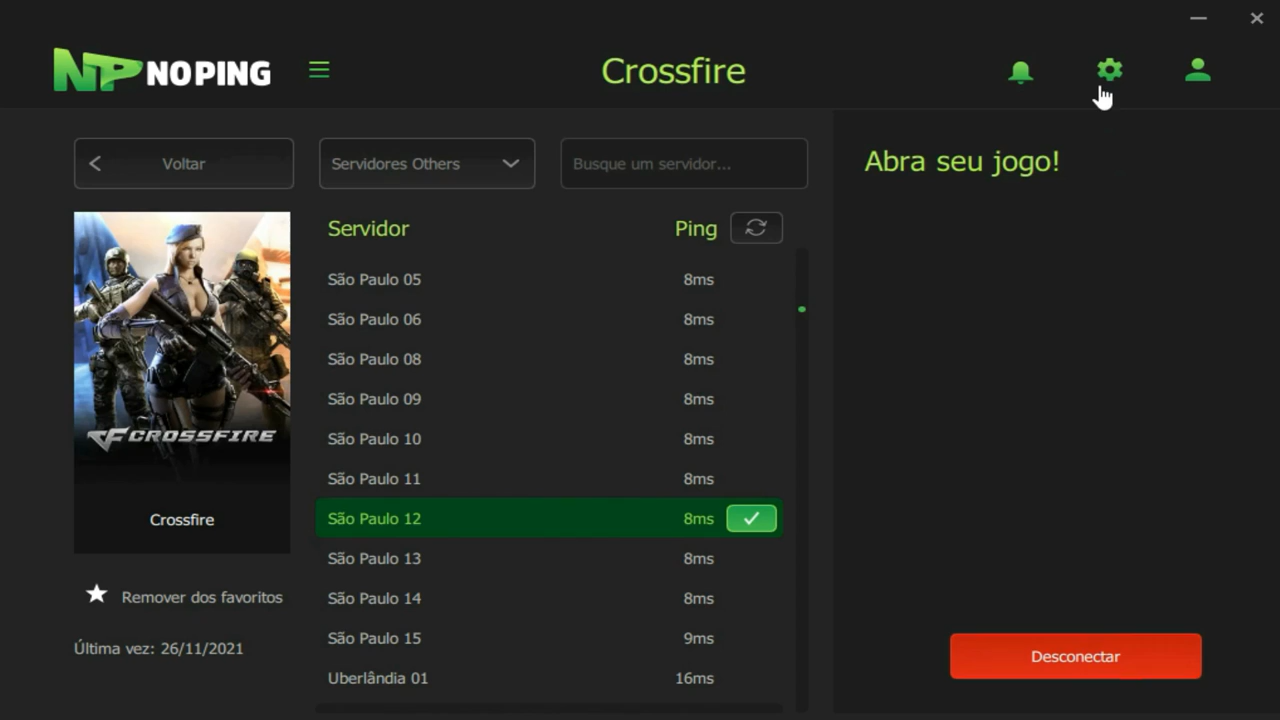 NP NOPING
Crossfire
Voltar
Servidores Others
Busque um servidor...
Abra seu jogo!
Servidor Ping
São Paulo 05 8ms
São Paulo 06 8ms
São Paulo 08 8ms
São Paulo 09 8ms
São Paulo 10 8ms
São Paulo 11 8ms
São Paulo 12 8ms
São Paulo 13 8ms
São Paulo 14 8ms
São Paulo 15 9ms
Uberlândia 01 16ms
CF CROSSFIRE
Crossfire
Remover dos favoritos
Última vez: 26/11/2021
Desconectar